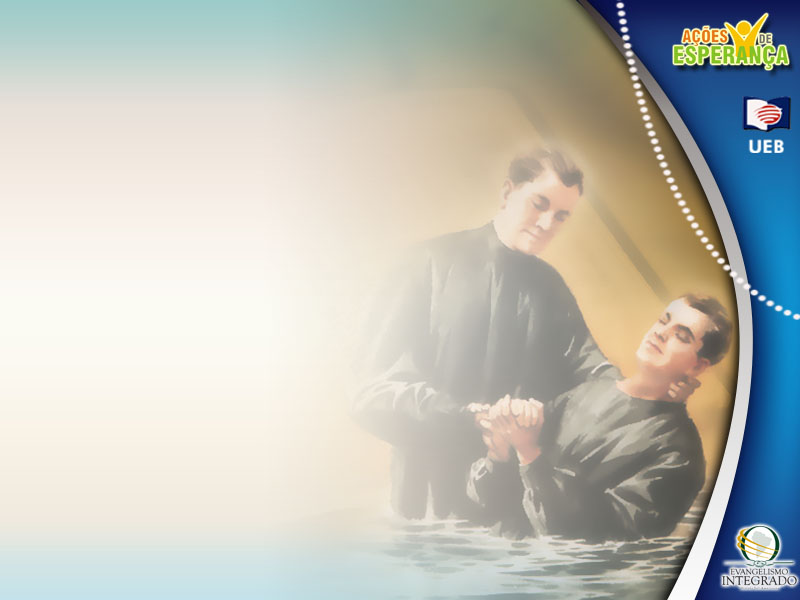 AÇÕES DE
ESPERANÇA
UEB
EVANGELISMO
INTEGRADO